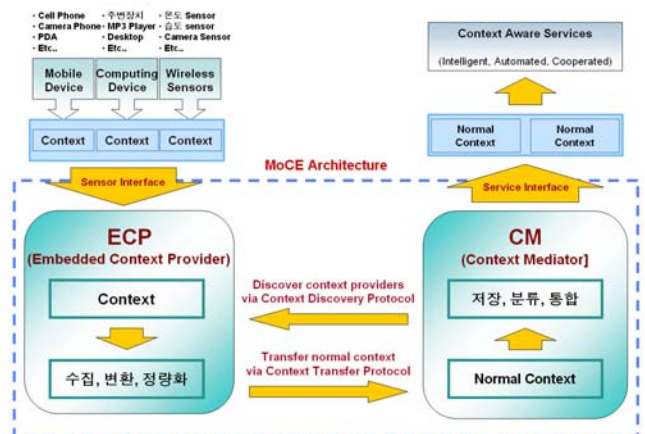 · Cell Phone
· Camera Phone
· PDA
· Etc..
· 주변장치
· MP3 Player
· Desktop
· Etc..
· 온도 Sensor
· 습도 sensor
· Camera Sensor
· Etc..
Mobile
Device
Computing
Device
Wireless
Sensors
Context
Context
Context
Context Aware Services
(Intelligent, Automated, Cooperated)
Normal
Context
Normal
Context
MoCE Architecture
Sensor Interface
Service Interface
ECP
(Embedded Context Provider)
Context
수집, 변환, 정량화
Discover context providers
via Context Discovery Protocol
Transfer normal context
via Context Transfer Protocol
CM
(Context Mediator]
저장, 분류, 통합
Normal Context